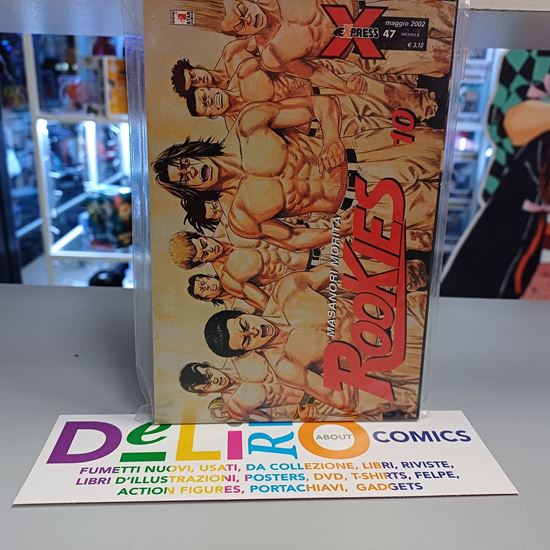 EXPRESS
maggio 2002
47 MENSILE
€ 3,10
10
MASANORI MORITA
ROOKIES
DeLiRiO
ABOUT COMICS
FUMETTI NUOVI, USATI, DA COLLEZIONE, LIBRI, RIVISTE,
LIBRI D'ILLUSTRAZIONI, POSTERS, DVD, T-SHIRTS, FELPE,
ACTION FIGURES, PORTACHIAVI, GADGETS